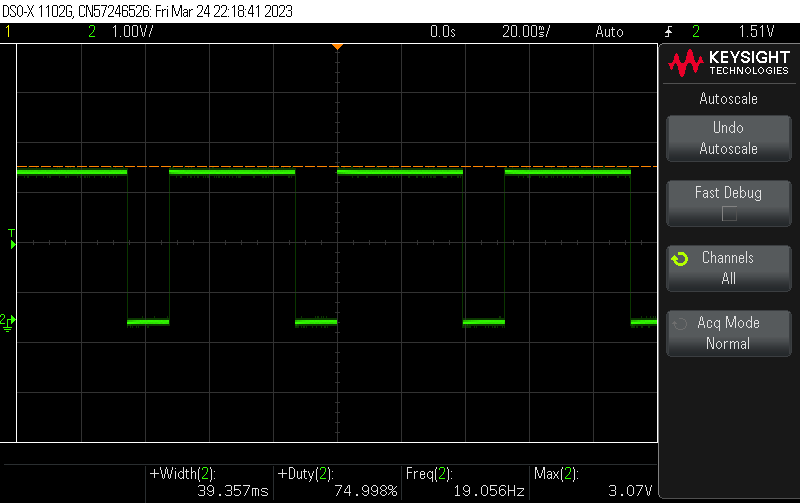 DSO-X 1102G, CN57246526: Fri Mar 24 22:18:41 2023
1 2 1.00V/ 0.0s 20.00ms/ Auto 2 1.51V
KEYSIGHT
TECHNOLOGIES
Autoscale
Undo
Autoscale
Fast Debug
Channels
All
Acq Mode
Normal
T
2
+Width(2): +Duty(2): Freq(2): Max(2):
39.357ms 74.998% 19.056Hz 3.07V